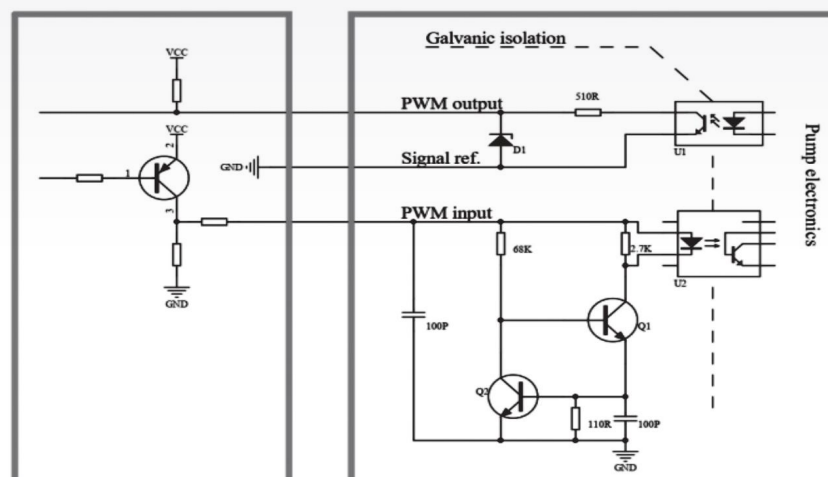 Galvanic isolation
VCC
510R
PWM output
VCC
2
D1
U1
Signal ref.
GND
1
Pump electronics
3
PWM input
68K
2.7K
U2
GND
100P
Q1
Q2
110R
100P
GND